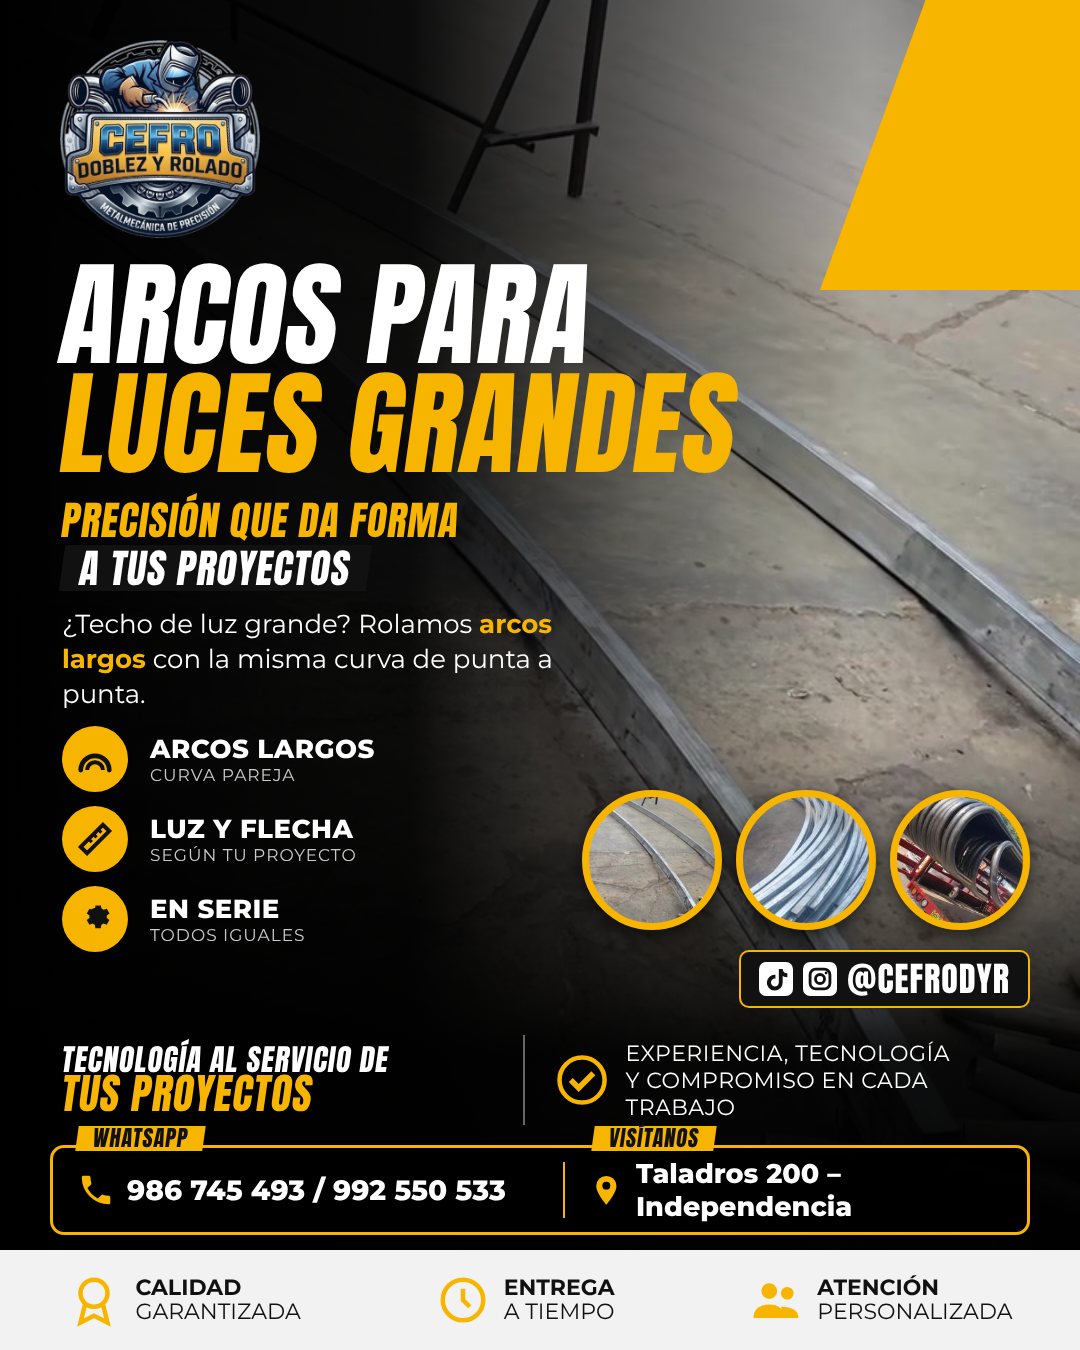 CEFRO
DOBLEZ Y ROLADO
METALMECÁNICA DE PRECISIÓN
ARCOS PARA
LUCES GRANDES
PRECISIÓN QUE DA FORMA
A TUS PROYECTOS
¿Techo de luz grande? Rolamos arcos
largos con la misma curva de punta a
punta.
ARCOS LARGOS
CURVA PAREJA
LUZ Y FLECHA
SEGÚN TU PROYECTO
EN SERIE
TODOS IGUALES
@CEFRODYR
TECNOLOGÍA AL SERVICIO DE
TUS PROYECTOS
EXPERIENCIA, TECNOLOGÍA
Y COMPROMISO EN CADA
TRABAJO
WHATSAPP
986 745 493 / 992 550 533
VISÍTANOS
Taladros 200 –
Independencia
CALIDAD
GARANTIZADA
ENTREGA
A TIEMPO
ATENCIÓN
PERSONALIZADA